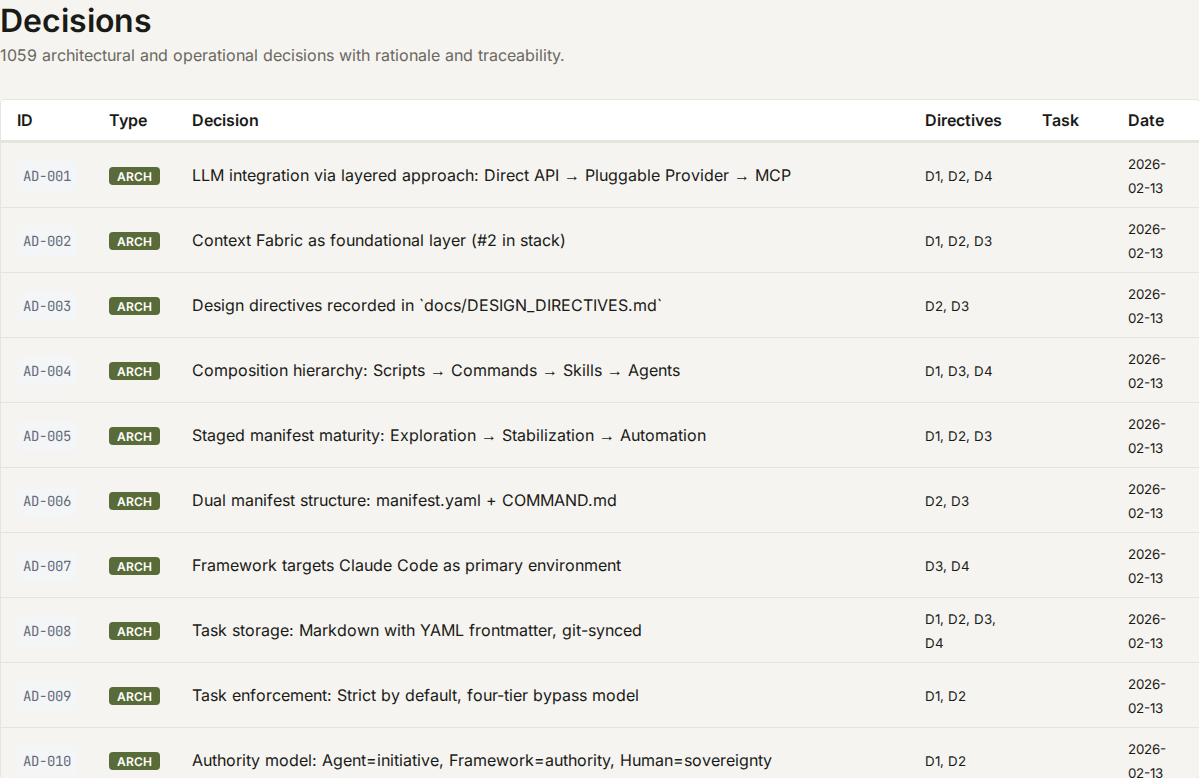 Decisions
1059 architectural and operational decisions with rationale and traceability.
ID Type Decision Directives Task Date
AD-001 ARCH LLM integration via layered approach: Direct API → Pluggable Provider → MCP D1, D2, D4 2026-
02-13
AD-002 ARCH Context Fabric as foundational layer (#2 in stack) D1, D2, D3 2026-
02-13
AD-003 ARCH Design directives recorded in `docs/DESIGN_DIRECTIVES.md` D2, D3 2026-
02-13
AD-004 ARCH Composition hierarchy: Scripts → Commands → Skills → Agents D1, D3, D4 2026-
02-13
AD-005 ARCH Staged manifest maturity: Exploration → Stabilization → Automation D1, D2, D3 2026-
02-13
AD-006 ARCH Dual manifest structure: manifest.yaml + COMMAND.md D2, D3 2026-
02-13
AD-007 ARCH Framework targets Claude Code as primary environment D3, D4 2026-
02-13
AD-008 ARCH Task storage: Markdown with YAML frontmatter, git-synced D1, D2, D3, 2026-
D4 02-13
AD-009 ARCH Task enforcement: Strict by default, four-tier bypass model D1, D2 2026-
02-13
AD-010 ARCH Authority model: Agent=initiative, Framework=authority, Human=sovereignty D1, D2 2026-
02-13